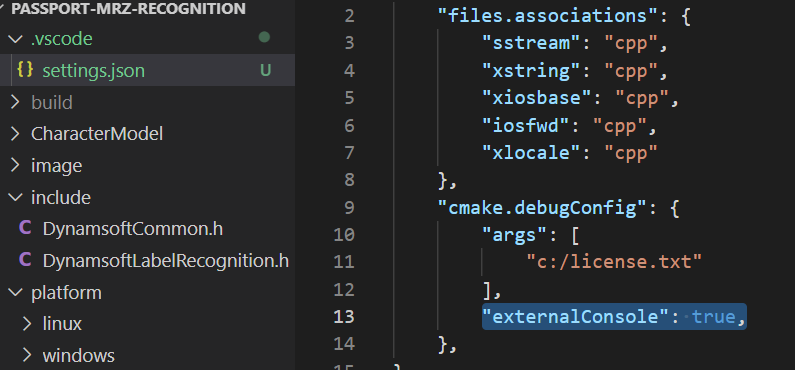 PASSPORT-MRZ-RECOGNITION
.vscode
{} settings.json U
build
CharacterModel
image
include
C DynamsoftCommon.h
C DynamsoftLabelRecognition.h
platform
linux
windows
2 "files.associations": {
3 "sstream": "cpp",
4 "xstring": "cpp",
5 "xiosbase": "cpp",
6 "iosfwd": "cpp",
7 "xlocale": "cpp"
8 },
9 "cmake.debugConfig": {
10 "args": [
11 "c:/license.txt"
12 ],
13 "externalConsole": true,
14 },